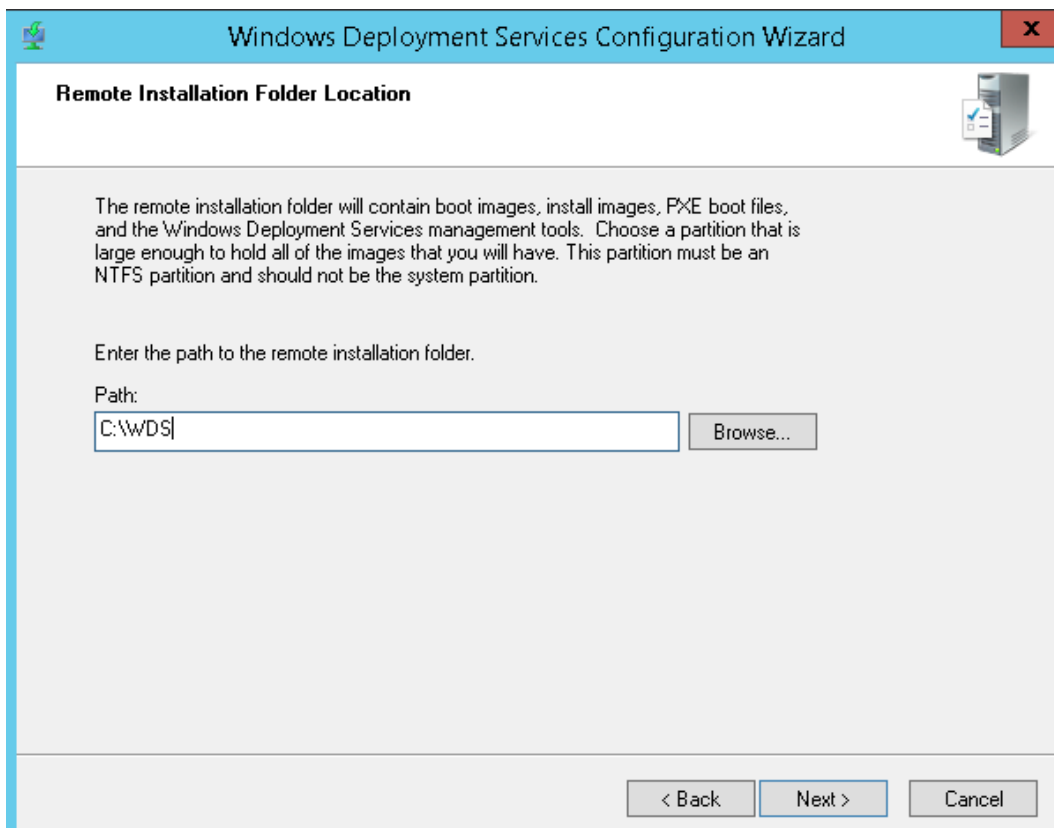 Windows Deployment Services Configuration Wizard
x
Remote Installation Folder Location
The remote installation folder will contain boot images, install images, PXE boot files,
and the Windows Deployment Services management tools.  Choose a partition that is
large enough to hold all of the images that you will have. This partition must be an
NTFS partition and should not be the system partition.
Enter the path to the remote installation folder.
Path:
C:\WDS
Browse...
< Back
Next >
Cancel